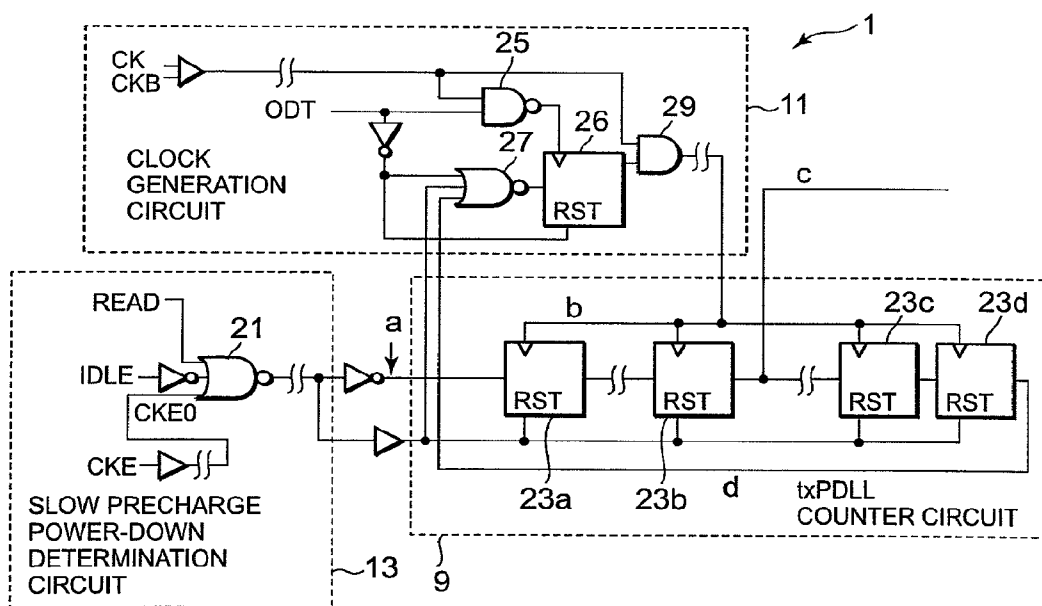 1
CK
CKB
25
29
11
ODT
26
27
CLOCK
GENERATION
CIRCUIT
RST
c
READ
21
a
b
23c
23d
IDLE
CKE0
RST
RST
RST
RST
CKE
23a
23b
d
txPDLL
COUNTER CIRCUIT
SLOW PRECHARGE
POWER-DOWN
DETERMINATION
CIRCUIT
13
9